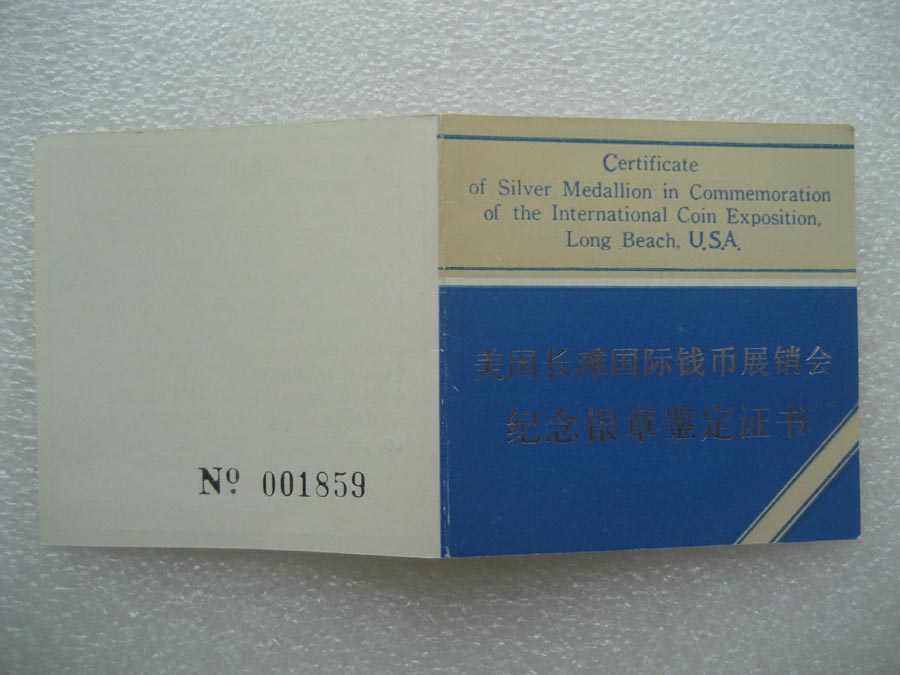 Certificate
of Silver Medallion in Commemoration
of the International Coin Exposition,
Long Beach, U.S.A.
美国长滩国际钱币展销会
纪念银章鉴定证书
Nº 001859